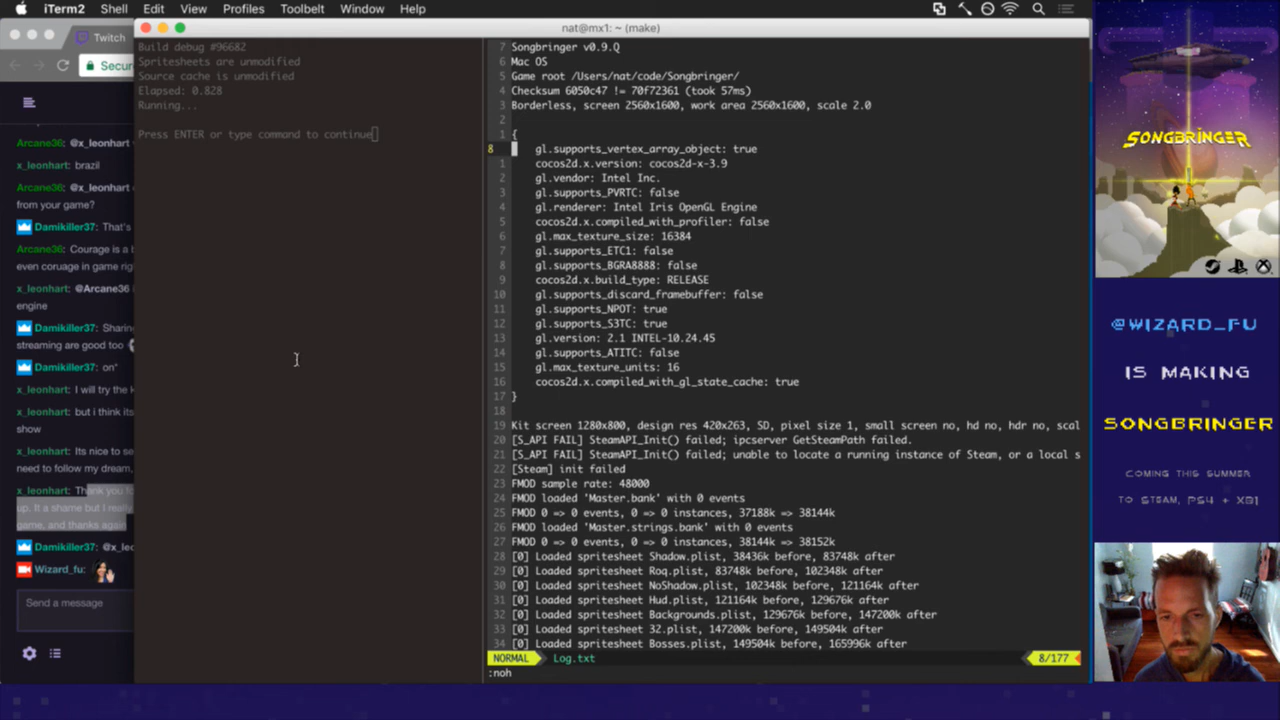 iTerm2 Shell Edit View Profiles Toolbelt Window Help
Twitch
Secur
Arcane36: @x_leonhart
x_leonhart: brazil
Arcane36: @x_leonhart
from your game?
Damikiller37: That's
Arcane36: Courage is a b
even coruage in game rig
x_leonhart: @Arcane36
engine
Damikiller37: Sharin
streaming are good too
Damikiller37: on*
x_leonhart: I will try the
x_leonhart: but i think its
show
x_leonhart: Its nice to se
need to follow my dream,
x_leonhart: Thank you fo
up. It a shame but I really
game, and thanks again
Damikiller37: @x_leo
Wizard_fu:
Send a message
nat@mx1: ~ (make)
Build debug #96682
Spritesheets are unmodified
Source cache is unmodified
Elapsed: 0.828
Running...
Press ENTER or type command to continue
7 Songbringer v0.9.Q
6 Mac OS
5 Game root /Users/nat/code/Songbringer/
4 Checksum 6050c47 != 70f72361 (took 57ms)
3 Borderless, screen 2560x1600, work area 2560x1600, scale 2.0
2
1 {
8 gl.supports_vertex_array_object: true
1 cocos2d.x.version: cocos2d-x-3.9
2 gl.vendor: Intel Inc.
3 gl.supports_PVRTC: false
4 gl.renderer: Intel Iris OpenGL Engine
5 cocos2d.x.compiled_with_profiler: false
6 gl.max_texture_size: 16384
7 gl.supports_ETC1: false
8 gl.supports_BGRA8888: false
9 cocos2d.x.build_type: RELEASE
10 gl.supports_discard_framebuffer: false
11 gl.supports_NPOT: true
12 gl.supports_S3TC: true
13 gl.version: 2.1 INTEL-10.24.45
14 gl.supports_ATITC: false
15 gl.max_texture_units: 16
16 cocos2d.x.compiled_with_gl_state_cache: true
17 }
18
19 Kit screen 1280x800, design res 420x263, SD, pixel size 1, small screen no, hd no, hdr no, scal
20 [S_API FAIL] SteamAPI_Init() failed; ipcserver GetSteamPath failed.
21 [S_API FAIL] SteamAPI_Init() failed; unable to locate a running instance of Steam, or a local s
22 [Steam] init failed
23 FMOD sample rate: 48000
24 FMOD loaded 'Master.bank' with 0 events
25 FMOD 0 => 0 events, 0 => 0 instances, 37188k => 38144k
26 FMOD loaded 'Master.strings.bank' with 0 events
27 FMOD 0 => 0 events, 0 => 0 instances, 38144k => 38152k
28 [0] Loaded spritesheet Shadow.plist, 38436k before, 83748k after
29 [0] Loaded spritesheet Roq.plist, 83748k before, 102348k after
30 [0] Loaded spritesheet NoShadow.plist, 102348k before, 121164k after
31 [0] Loaded spritesheet Hud.plist, 121164k before, 129676k after
32 [0] Loaded spritesheet Backgrounds.plist, 129676k before, 147200k after
33 [0] Loaded spritesheet 32.plist, 147200k before, 149504k after
34 [0] Loaded spritesheet Bosses.plist, 149504k before, 165996k after
NORMAL Log.txt 8/177
:noh
SONGBRINGER
@WIZARD_FU
IS MAKING
SONGBRINGER
COMING THIS SUMMER
TO STEAM, PS4 + XB1